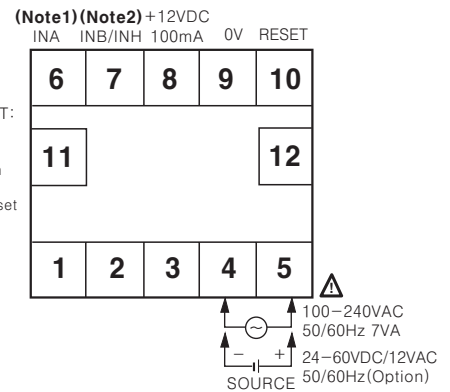 (Note1) (Note2) +12VDC
INA INB/INH 100mA 0V RESET
6 7 8 9 10
T:
11 12
set
1 2 3 4 5
100-240VAC
50/60Hz 7VA
- + 24-60VDC/12VAC
SOURCE 50/60Hz(Option)